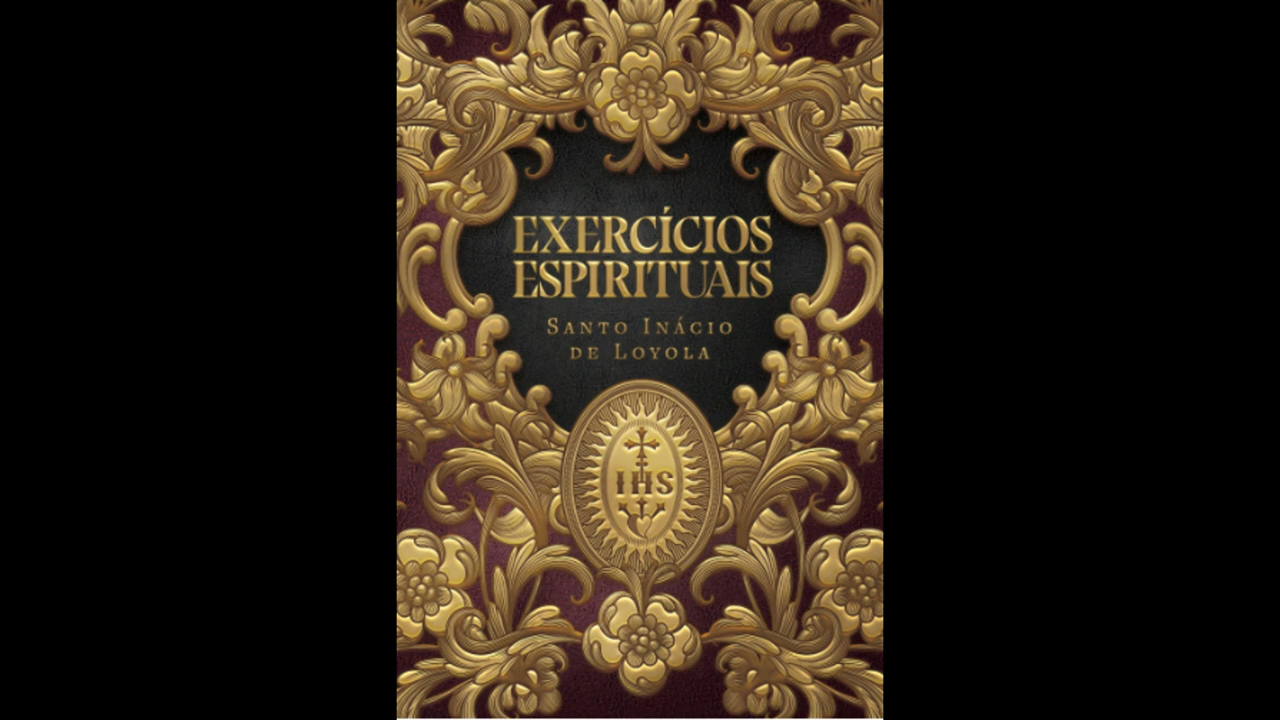 EXERCÍCIOS
ESPIRITUAIS
SANTO INÁCIO
DE LOYOLA
IHS